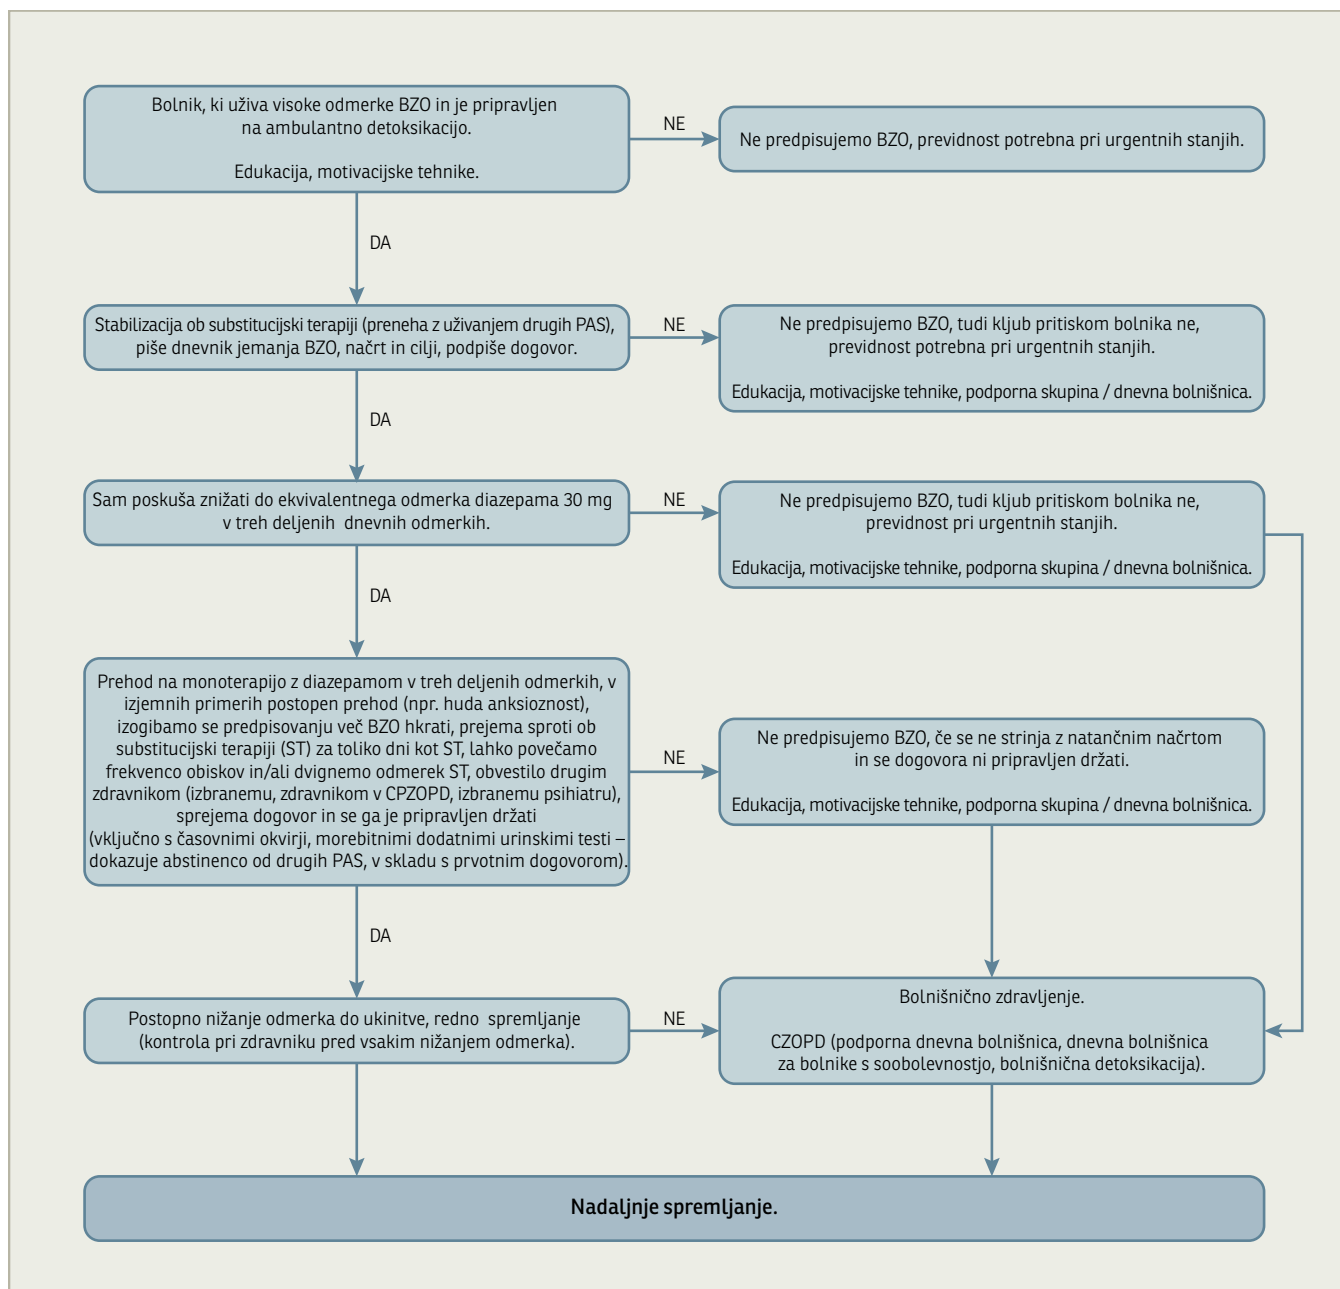 Bolnik, ki uživa visoke odmerke BZO in je pripravljen
na ambulantno detoksikacijo.
Edukacija, motivacijske tehnike.
NE
Ne predpisujemo BZO, previdnost potrebna pri urgentnih stanjih.
DA
Stabilizacija ob substitucijski terapiji (preneha z uživanjem drugih PAS),
piše dnevnik jemanja BZO, načrt in cilji, podpiše dogovor.
NE
Ne predpisujemo BZO, tudi kljub pritiskom bolnika ne,
previdnost potrebna pri urgentnih stanjih.
Edukacija, motivacijske tehnike, podporna skupina / dnevna bolnišnica.
DA
Sam poskuša znižati do ekvivalentnega odmerka diazepama 30 mg
v treh deljenih dnevnih odmerkih.
NE
Ne predpisujemo BZO, tudi kljub pritiskom bolnika ne,
previdnost pri urgentnih stanjih.
Edukacija, motivacijske tehnike, podporna skupina / dnevna bolnišnica.
DA
Prehod na monoterapijo z diazepamom v treh deljenih odmerkih, v
izjemnih primerih postopen prehod (npr. huda anksioznost),
izogibamo se predpisovanju več BZO hkrati, prejema sproti ob
substitucijski terapiji (ST) za toliko dni kot ST, lahko povečamo
frekvenco obiskov in/ali dvignemo odmerek ST, obvestilo drugim
zdravnikom (izbranemu, zdravnikom v CPZOPD, izbranemu psihiatru),
sprejema dogovor in se ga je pripravljen držati
(vključno s časovnimi okvirji, morebitnimi dodatnimi urinskimi testi –
dokazuje abstinenco od drugih PAS, v skladu s prvotnim dogovorom).
NE
Ne predpisujemo BZO, če se ne strinja z natančnim načrtom
in se dogovora ni pripravljen držati.
Edukacija, motivacijske tehnike, podporna skupina / dnevna bolnišnica.
DA
Postopno nižanje odmerka do ukinitve, redno spremljanje
(kontrola pri zdravniku pred vsakim nižanjem odmerka).
NE
Bolnišnično zdravljenje.
CZOPD (podporna dnevna bolnišnica, dnevna bolnišnica
za bolnike s soobolevnostjo, bolnišnična detoksikacija).
Nadaljnje spremljanje.